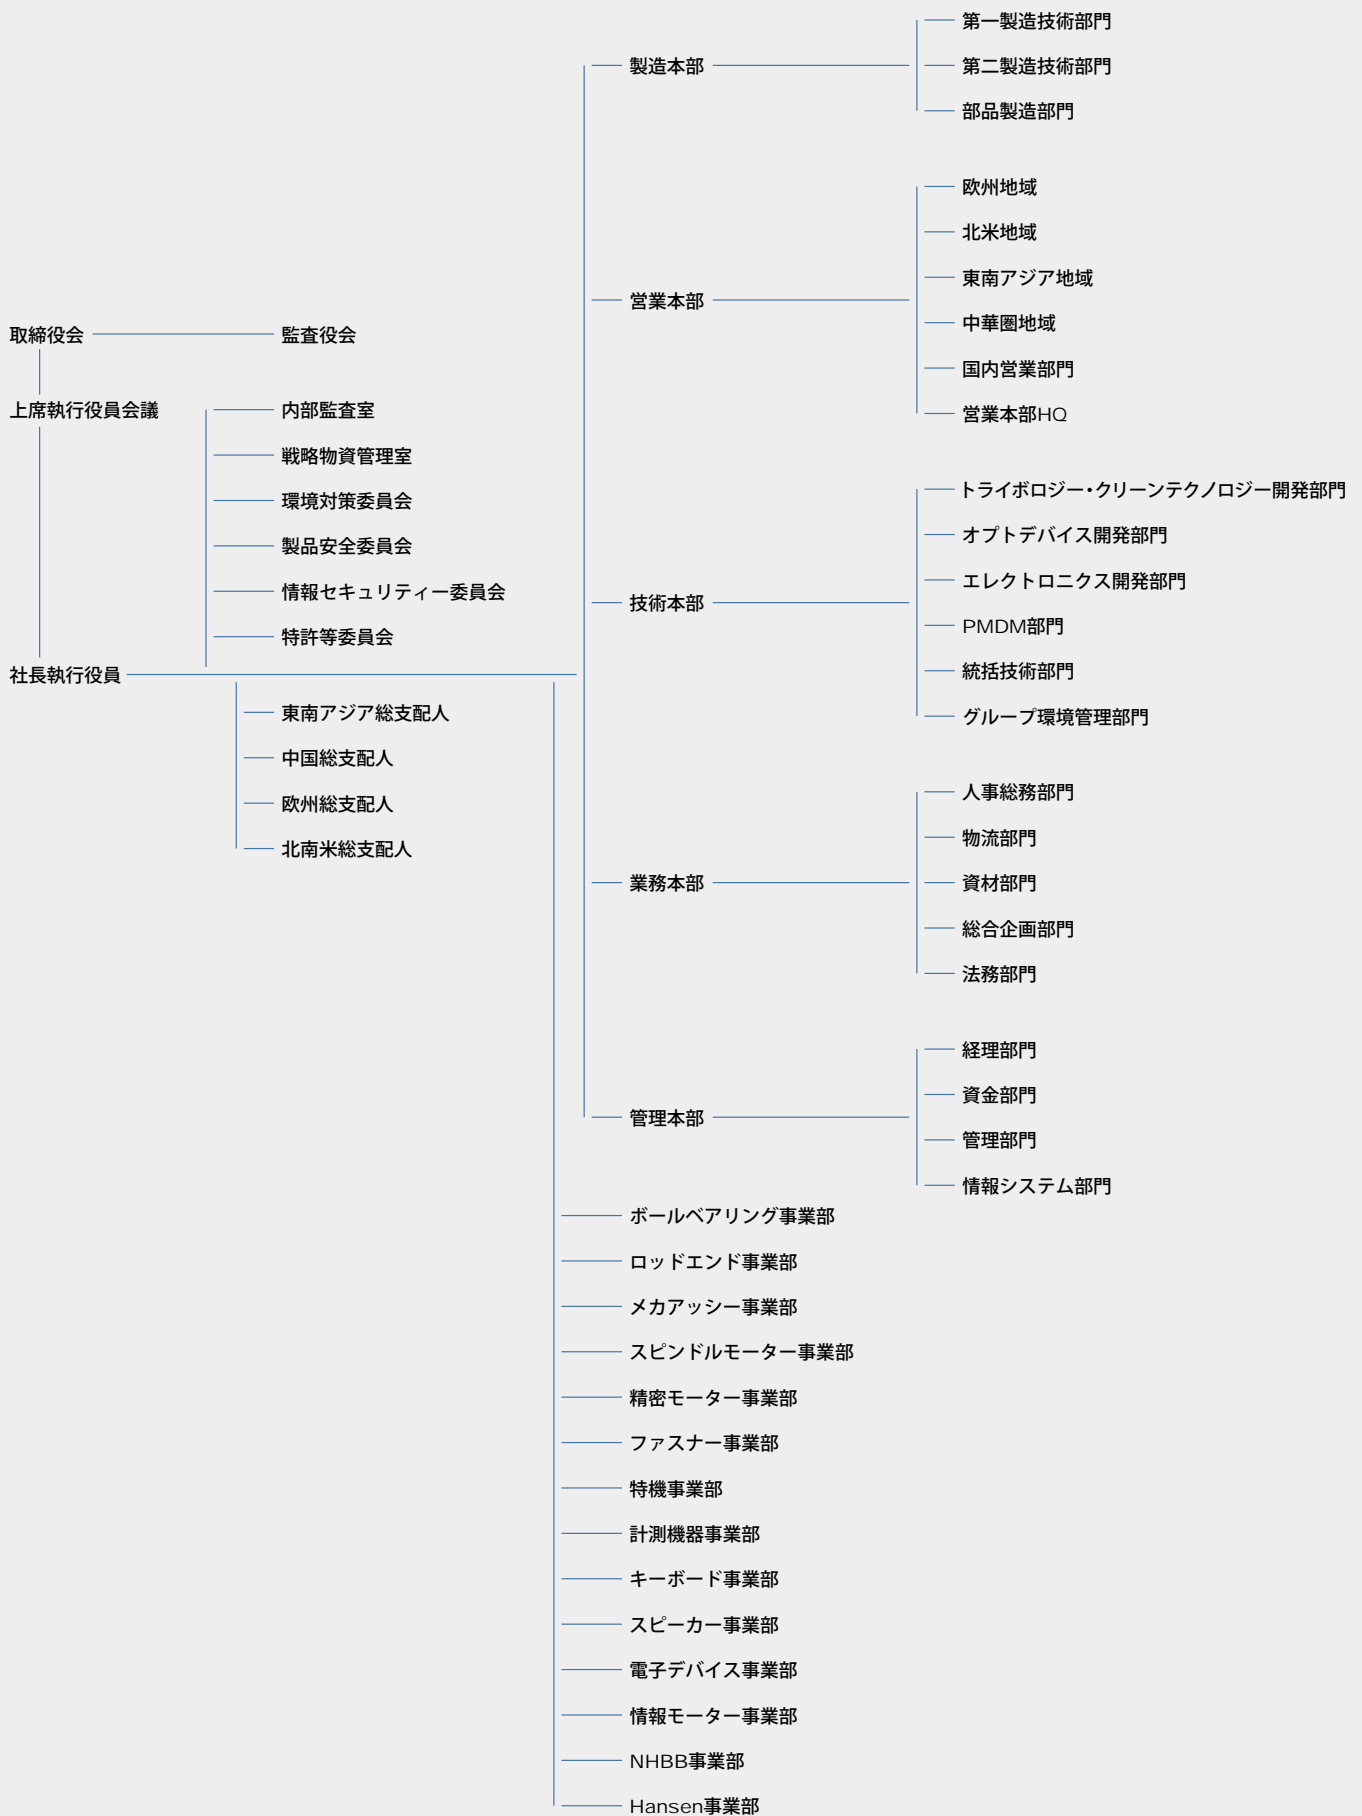 取締役会
監査役会
上席執行役員会議
社長執行役員
内部監査室
戦略物資管理室
環境対策委員会
製品安全委員会
情報セキュリティー委員会
特許等委員会
東南アジア総支配人
中国総支配人
欧州総支配人
北南米総支配人
製造本部
第一製造技術部門
第二製造技術部門
部品製造部門
営業本部
欧州地域
北米地域
東南アジア地域
中華圏地域
国内営業部門
営業本部HQ
技術本部
トライボロジー・クリーンテクノロジー開発部門
オプトデバイス開発部門
エレクトロニクス開発部門
PMDM部門
統括技術部門
グループ環境管理部門
業務本部
人事総務部門
物流部門
資材部門
総合企画部門
法務部門
管理本部
経理部門
資金部門
管理部門
情報システム部門
ボールベアリング事業部
ロッドエンド事業部
メカアッシー事業部
スピンドルモーター事業部
精密モーター事業部
ファスナー事業部
特機事業部
計測機器事業部
キーボード事業部
スピーカー事業部
電子デバイス事業部
情報モーター事業部
NHBB事業部
Hansen事業部